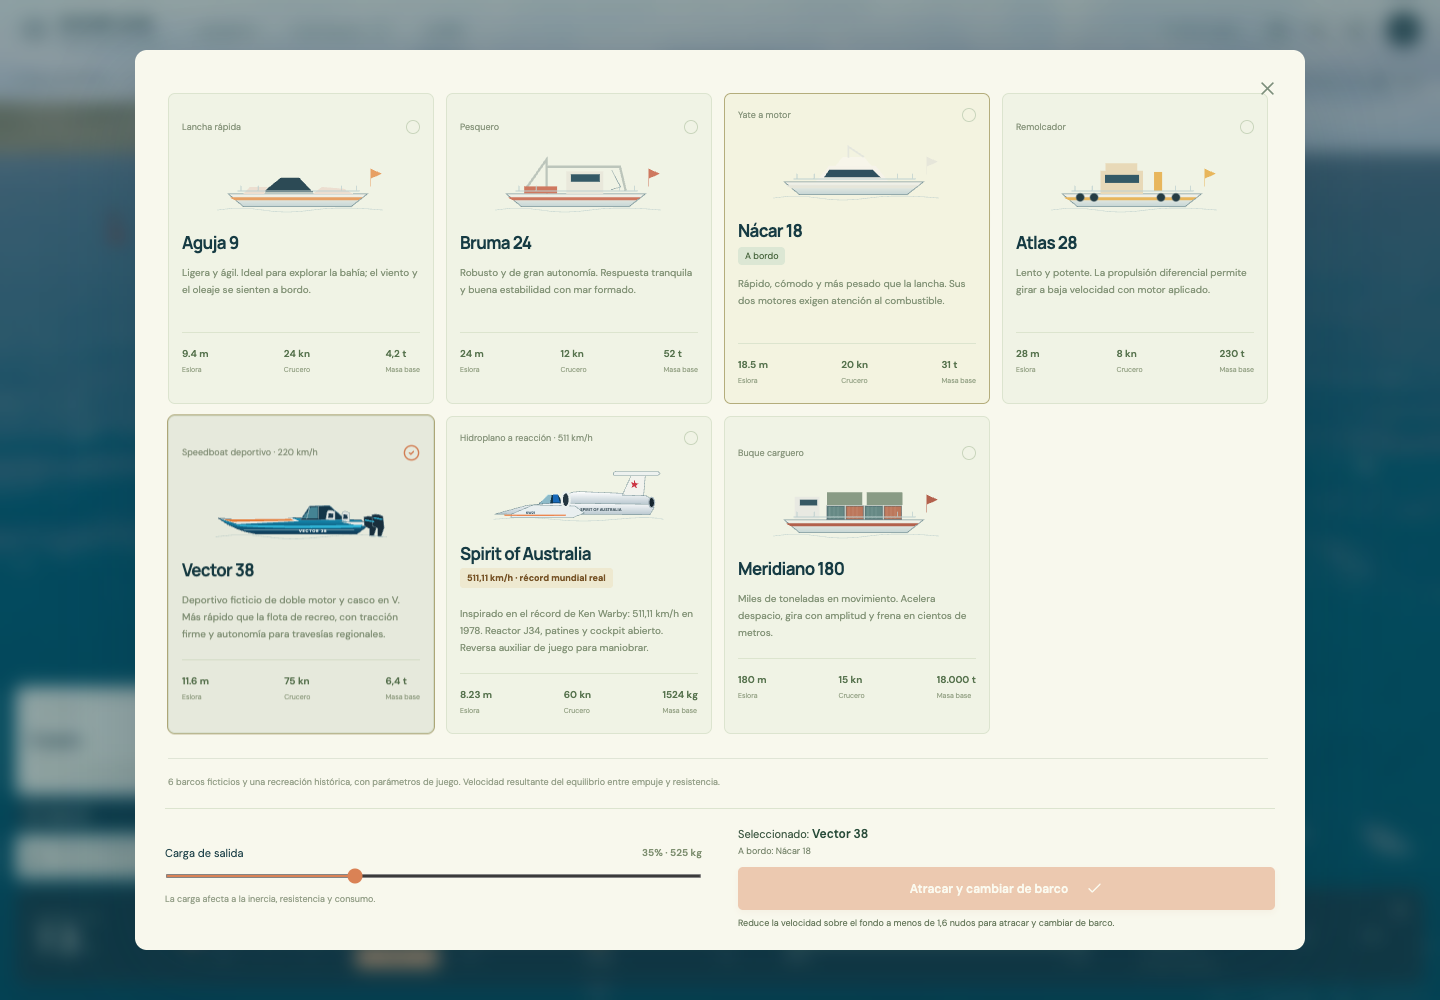 Lancha rápida
Aguja 9
Ligera y ágil. Ideal para explorar la bahía; el viento y
el oleaje se sienten a bordo.
9.4 m
24 kn
4,2 t
Eslora
Crucero
Masa base
Pesquero
Bruma 24
Robusto y de gran autonomía. Respuesta tranquila
y buena estabilidad con mar formado.
24 m
12 kn
52 t
Eslora
Crucero
Masa base
Yate a motor
Nácar 18
A bordo
Rápido, cómodo y más pesado que la lancha. Sus
dos motores exigen atención al combustible.
18.5 m
20 kn
31 t
Eslora
Crucero
Masa base
Remolcador
Atlas 28
Lento y potente. La propulsión diferencial permite
girar a baja velocidad con motor aplicado.
28 m
8 kn
230 t
Eslora
Crucero
Masa base
Speedboat deportivo · 220 km/h
VECTOR 38
Vector 38
Deportivo ficticio de doble motor y casco en V.
Más rápido que la flota de recreo, con tracción
firme y autonomía para travesías regionales.
11.6 m
75 kn
6,4 t
Eslora
Crucero
Masa base
Hidroplano a reacción · 511 km/h
SPIRIT OF AUSTRALIA
Spirit of Australia
511,11 km/h · récord mundial real
Inspirado en el récord de Ken Warby: 511,11 km/h en
1978. Reactor J34, patines y cockpit abierto.
Reversa auxiliar de juego para maniobrar.
8.23 m
60 kn
1524 kg
Eslora
Crucero
Masa base
Buque carguero
Meridiano 180
Miles de toneladas en movimiento. Acelera
despacio, gira con amplitud y frena en cientos de
metros.
180 m
15 kn
18.000 t
Eslora
Crucero
Masa base
6 barcos ficticios y una recreación histórica, con parámetros de juego. Velocidad resultante del equilibrio entre empuje y resistencia.
Carga de salida
35% · 525 kg
La carga afecta a la inercia, resistencia y consumo.
Seleccionado: Vector 38
A bordo: Nácar 18
Atracar y cambiar de barco
Reduce la velocidad sobre el fondo a menos de 1,6 nudos para atracar y cambiar de barco.